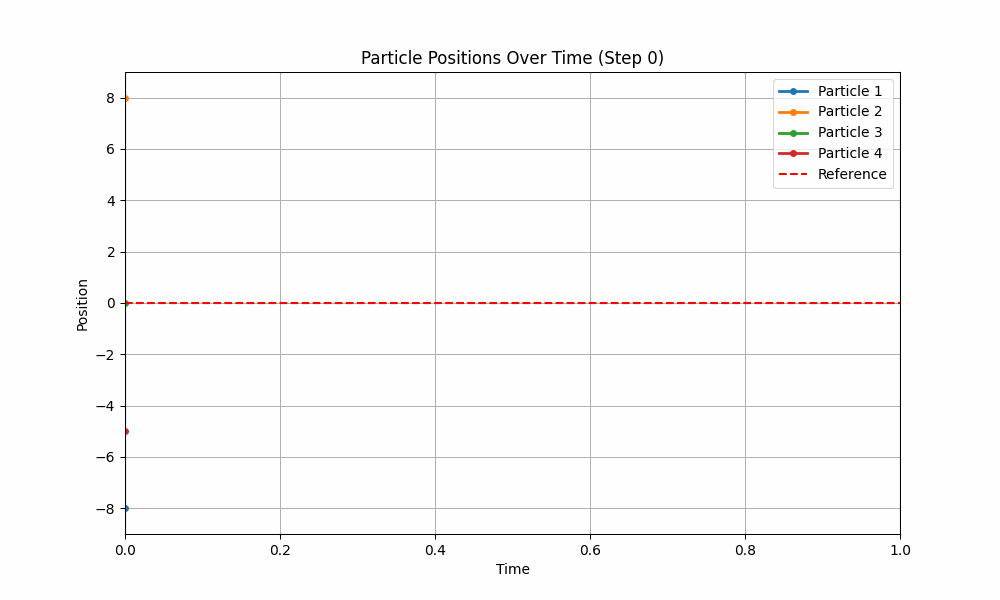 Particle Positions Over Time (Step 0)
Particle 1
Particle 2
Particle 3
Particle 4
Reference
Position
8
6
4
2
0
−2
−4
−6
−8
0.0 0.2 0.4 0.6 0.8 1.0
Time